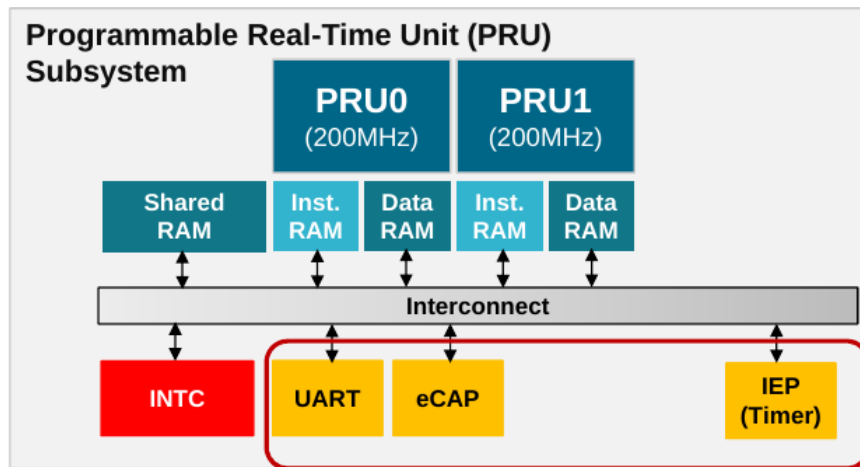 Programmable Real-Time Unit (PRU)
Subsystem
PRU0
(200MHz)
PRU1
(200MHz)
Shared
RAM
Inst.
RAM
Data
RAM
Inst.
RAM
Data
RAM
Interconnect
INTC
UART
eCAP
IEP
(Timer)